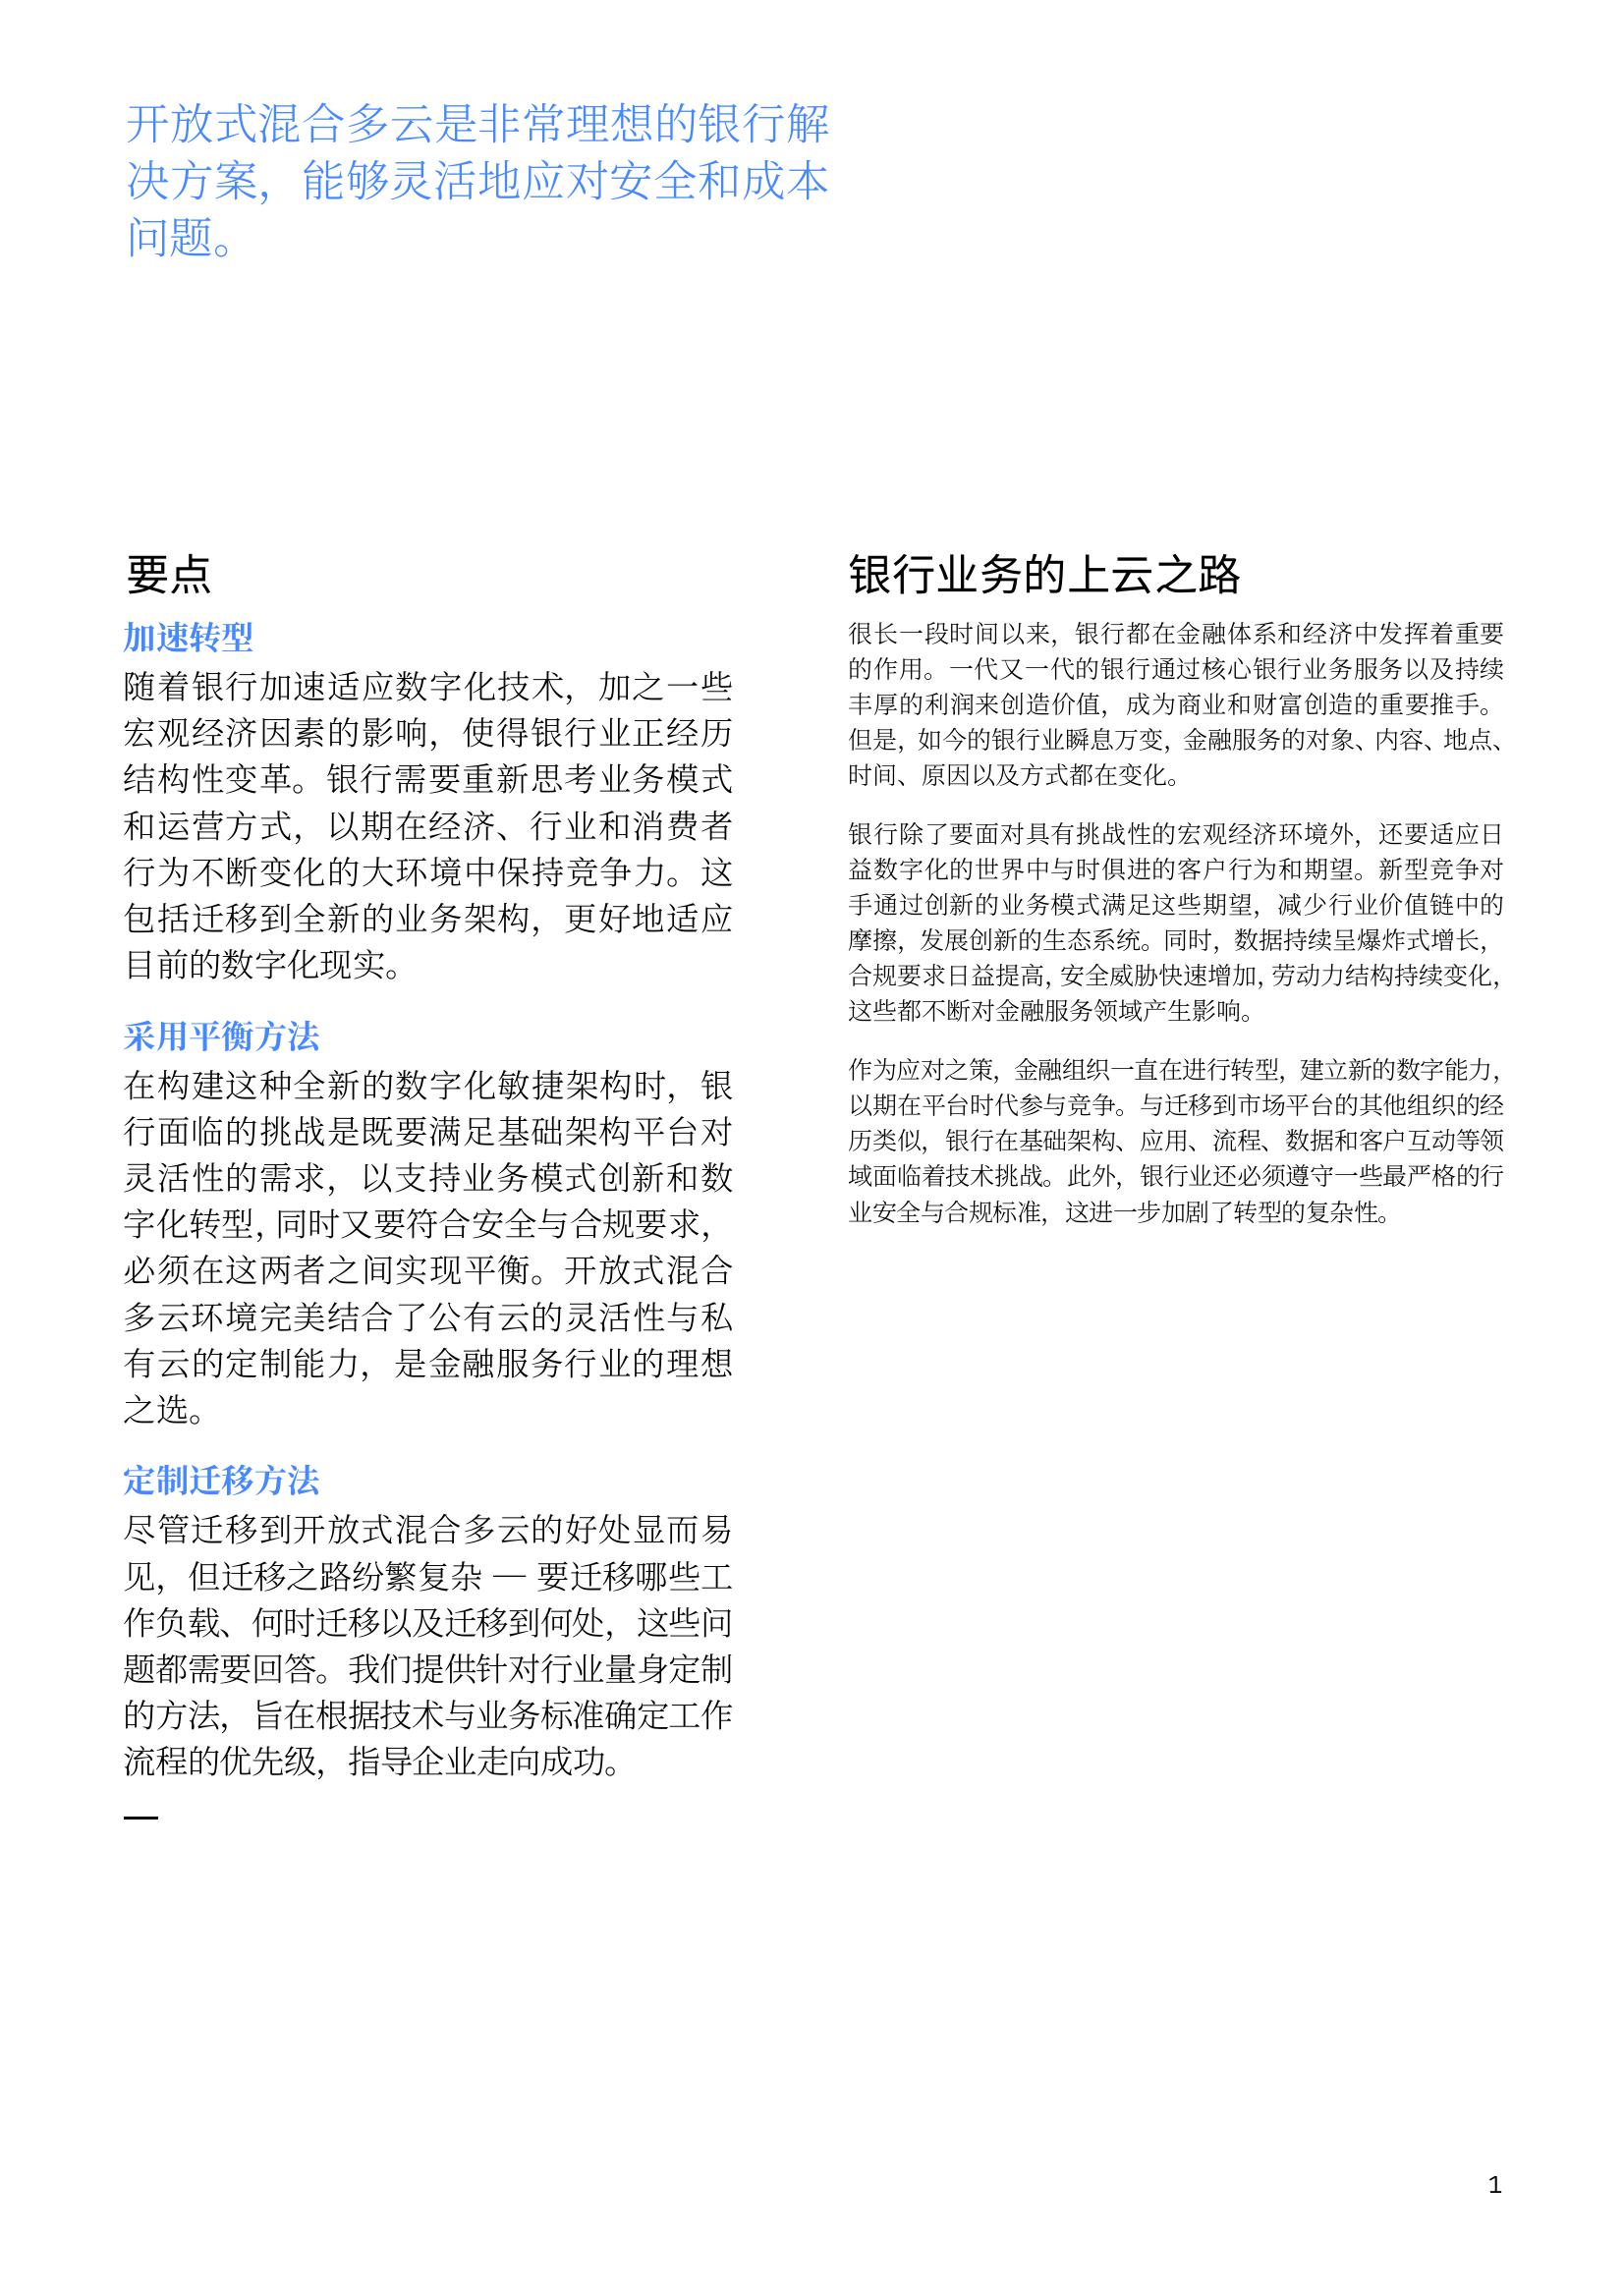 开放式混合多云是非常理想的银行解
决方案，能够灵活地应对安全和成本
问题。
要点
加速转型
随着银行加速适应数字化技术，加之一些
宏观经济因素的影响，使得银行业正经历
结构性变革。银行需要重新思考业务模式
和运营方式，以期在经济、行业和消费者
行为不断变化的大环境中保持竞争力。这
包括迁移到全新的业务架构，更好地适应
目前的数字化现实。
采用平衡方法
在构建这种全新的数字化敏捷架构时，银
行面临的挑战是既要满足基础架构平台对
灵活性的需求，以支持业务模式创新和数
字化转型，同时又要符合安全与合规要求，
必须在这两者之间实现平衡。开放式混合
多云环境完美结合了公有云的灵活性与私
有云的定制能力，是金融服务行业的理想
之选。
定制迁移方法
尽管迁移到开放式混合多云的好处显而易
见，但迁移之路纷繁复杂 — 要迁移哪些工
作负载、何时迁移以及迁移到何处，这些问
题都需要回答。我们提供针对行业量身定制
的方法，旨在根据技术与业务标准确定工作
流程的优先级，指导企业走向成功。
—
银行业务的上云之路
很长一段时间以来，银行都在金融体系和经济中发挥着重要
的作用。一代又一代的银行通过核心银行业务服务以及持续
丰厚的利润来创造价值，成为商业和财富创造的重要推手。
但是，如今的银行业瞬息万变，金融服务的对象、内容、地点、
时间、原因以及方式都在变化。
银行除了要面对具有挑战性的宏观经济环境外，还要适应日
益数字化的世界中与时俱进的客户行为和期望。新型竞争对
手通过创新的业务模式满足这些期望，减少行业价值链中的
摩擦，发展创新的生态系统。同时，数据持续呈爆炸式增长，
合规要求日益提高，安全威胁快速增加，劳动力结构持续变化，
这些都不断对金融服务领域产生影响。
作为应对之策，金融组织一直在进行转型，建立新的数字能力，
以期在平台时代参与竞争。与迁移到市场平台的其他组织的经
历类似，银行在基础架构、应用、流程、数据和客户互动等领
域面临着技术挑战。此外，银行业还必须遵守一些最严格的行
业安全与合规标准，这进一步加剧了转型的复杂性。
1